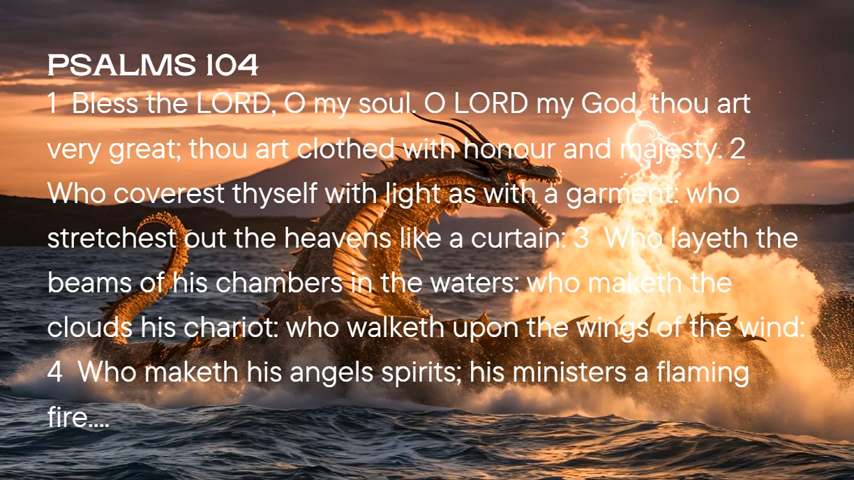 PSALMS 104
1 Bless the LORD, O my soul. O LORD my God, thou art
very great; thou art clothed with honour and majesty. 2
Who coverest thyself with light as with a garment: who
stretchest out the heavens like a curtain: 3 Who layeth the
beams of his chambers in the waters: who maketh the
clouds his chariot: who walketh upon the wings of the wind:
4 Who maketh his angels spirits; his ministers a flaming
fire....